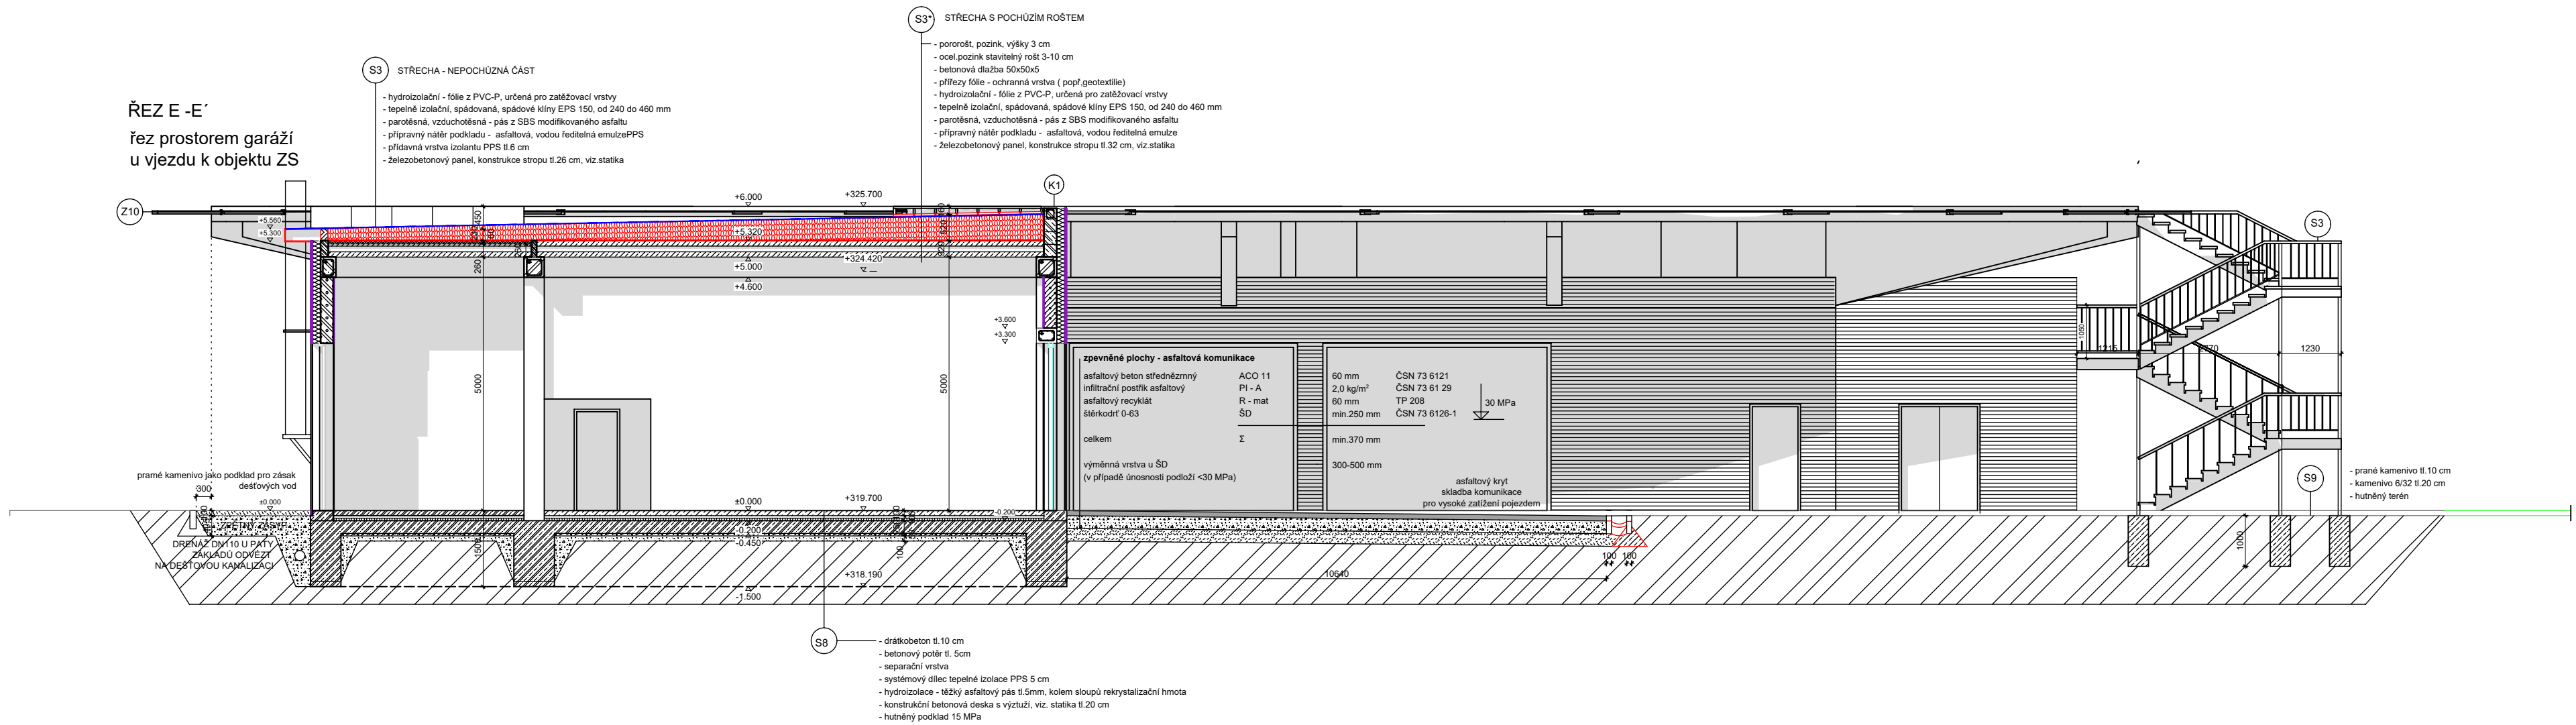 ŘEZ E -E´
řez prostorem garáží
u vjezdu k objektu ZS
S3
STŘECHA - NEPOCHŮZNÁ ČÁST
- hydroizolační - fólie z PVC-P, určená pro zatěžovací vrstvy
- tepelně izolační, spádovaná, spádové klíny EPS 150, od 240 do 460 mm
- parotěsná, vzduchotěsná - pás z SBS modifikovaného asfaltu
- přípravný nátěr podkladu - asfaltová, vodou ředitelná emulzePPS
- přídavná vrstva izolantu PPS tl.6 cm
- železobetonový panel, konstrukce stropu tl.26 cm, viz.statika
S3*
STŘECHA S POCHŮZÍM ROŠTEM
- pororošt, pozink, výšky 3 cm
- ocel.pozink stavitelný rošt 3-10 cm
- betonová dlažba 50x50x5
- přířezy fólie - ochranná vrstva ( popř,geotextilie)
- hydroizolační - fólie z PVC-P, určená pro zatěžovací vrstvy
- tepelně izolační, spádovaná, spádové klíny EPS 150, od 240 do 460 mm
- parotěsná, vzduchotěsná - pás z SBS modifikovaného asfaltu
- přípravný nátěr podkladu - asfaltová, vodou ředitelná emulze
- železobetonový panel, konstrukce stropu tl.32 cm, viz.statika
K1
Z10
S3
+6.000
+325.700
+5.560
+5.300
450
+5.320
+324.420
+5.000
+4.600
260
320
520
+3.600
+3.300
5000
5000
1050
1215
2770
1230
zpevněné plochy - asfaltová komunikace
asfaltový beton střednězrnný ACO 11 60 mm ČSN 73 6121
infiltrační postřik asfaltový PI - A 2,0 kg/m² ČSN 73 61 29
asfaltový recyklát R - mat 60 mm TP 208
štěrkodrť 0-63 ŠD min.250 mm ČSN 73 6126-1
30 MPa
celkem Σ min.370 mm
výměnná vrstva u ŠD 300-500 mm
(v případě únosnosti podloží <30 MPa)
asfaltový kryt
skladba komunikace
pro vysoké zatížení pojezdem
pramé kamenivo jako podklad pro zásak
dešťových vod
300
±0.000
±0.000
+319.700
-0.200
-0.200
-0.450
ZPĚTNÝ ZÁSYP
DRENÁŽ DN110 U PATY
ZÁKLADŮ ODVÉZT
NA DEŠŤOVOU KANALIZACI
1500
100
+318.190
-1.500
10640
100
100
1000
S9
- prané kamenivo tl.10 cm
- kamenivo 6/32 tl.20 cm
- hutněný terén
S8
- drátkobeton tl.10 cm
- betonový potěr tl. 5cm
- separační vrstva
- systémový dílec tepelné izolace PPS 5 cm
- hydroizolace - těžký asfaltový pás tl.5mm, kolem sloupů rekrystalizační hmota
- konstrukční betonová deska s výztuží, viz. statika tl.20 cm
- hutněný podklad 15 MPa